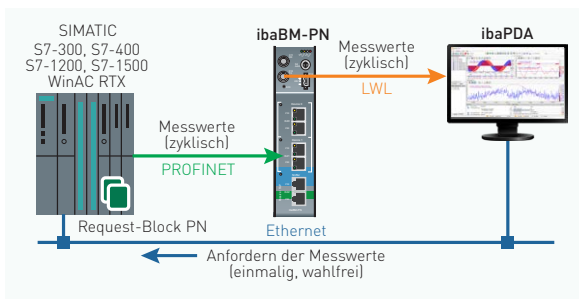 SIMATIC
S7-300, S7-400
S7-1200, S7-1500
WinAC RTX
ibaBM-PN
Messwerte
(zyklisch)
LWL
ibaPDA
Messwerte
(zyklisch)
PROFINET
Request-Block PN
Ethernet
Anfordern der Messwerte
(einmalig, wahlfrei)